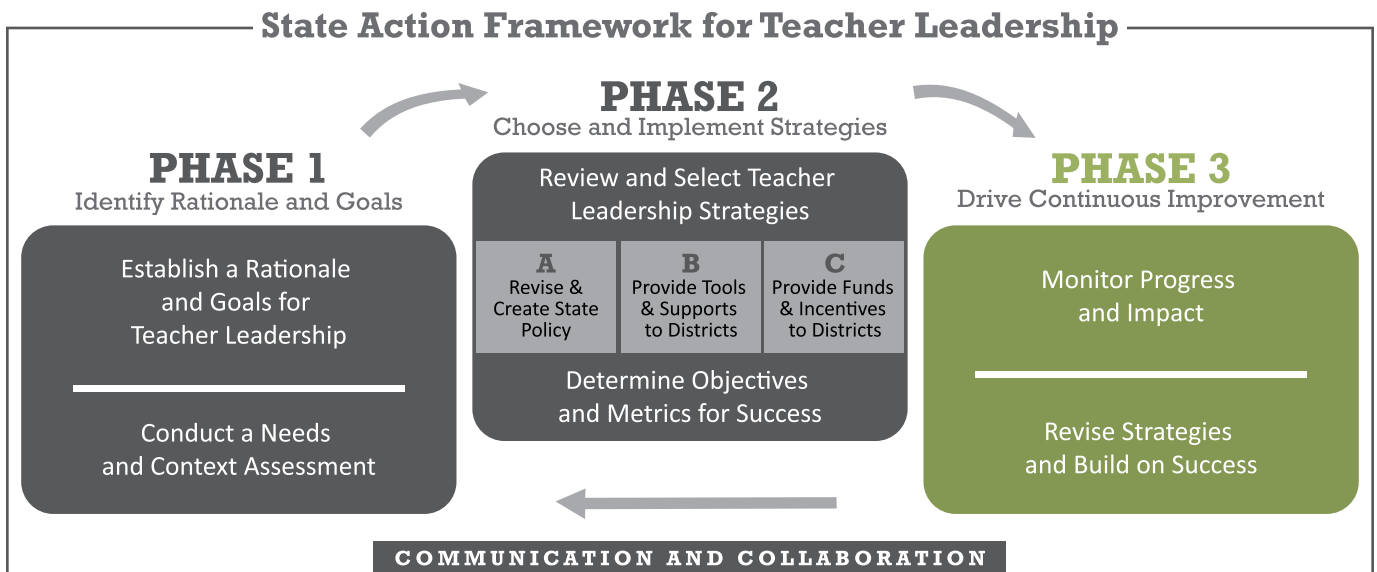 State Action Framework for Teacher Leadership
PHASE 1
Identify Rationale and Goals
Establish a Rationale
and Goals for
Teacher Leadership
Conduct a Needs
and Context Assessment
PHASE 2
Choose and Implement Strategies
Review and Select Teacher
Leadership Strategies
A
Revise &
Create State
Policy
B
Provide Tools
& Supports
to Districts
C
Provide Funds
& Incentives
to Districts
Determine Objectives
and Metrics for Success
PHASE 3
Drive Continuous Improvement
Monitor Progress
and Impact
Revise Strategies
and Build on Success
COMMUNICATION AND COLLABORATION